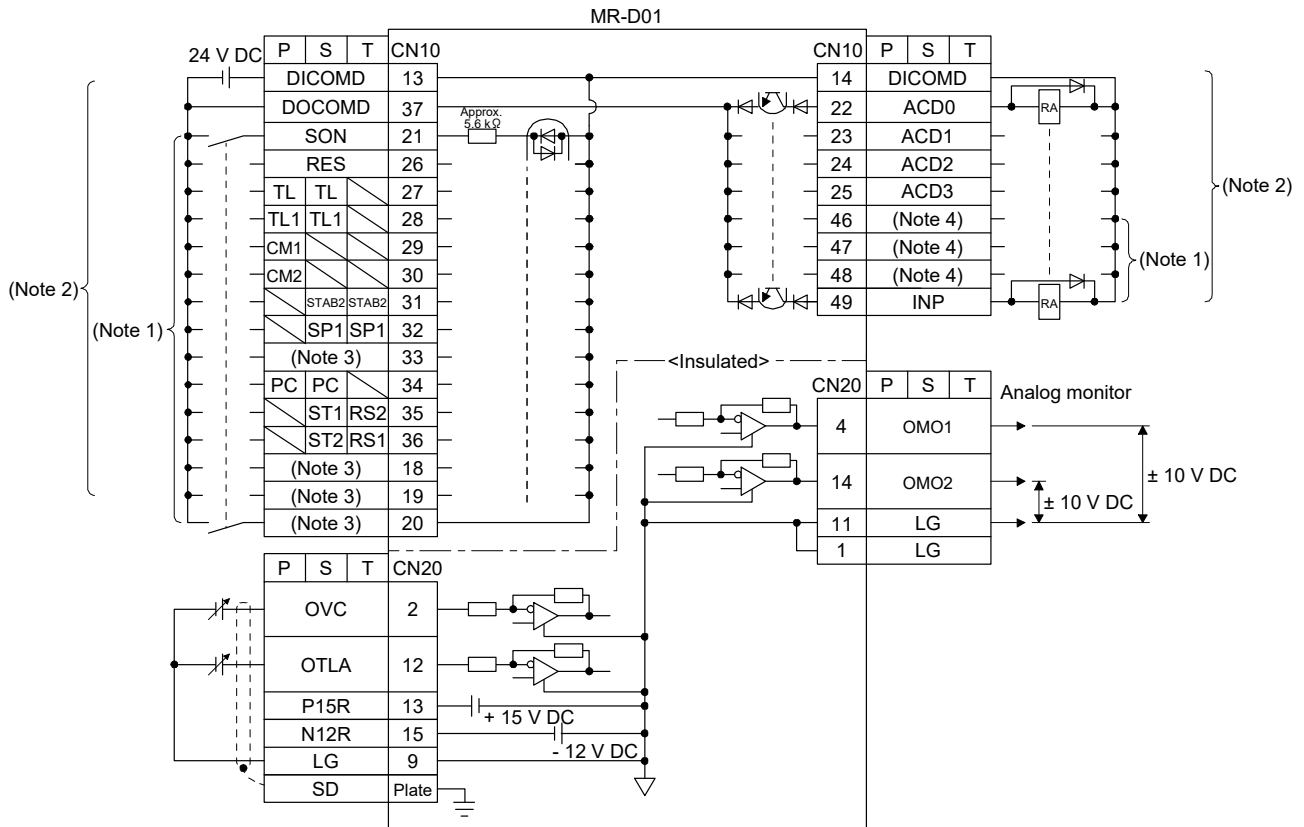 MR-D01
24 V DC
P S T CN10
DICOMD 13
DOCOMD 37
SON 21
RES 26
TL TL 27
TL1 TL1 28
CM1 29
CM2 30
STAB2 STAB2 31
SP1 SP1 32
(Note 3) 33
PC PC 34
ST1 RS2 35
ST2 RS1 36
(Note 3) 18
(Note 3) 19
(Note 3) 20
(Note 2)
(Note 1)
Approx.
5.6 kΩ
CN10 P S T
14 DICOMD
22 ACD0
23 ACD1
24 ACD2
25 ACD3
46 (Note 4)
47 (Note 4)
48 (Note 4)
49 INP
RA
RA
(Note 1)
(Note 2)
<Insulated>
CN20 P S T
Analog monitor
4 OMO1
14 OMO2
11 LG
1 LG
± 10 V DC
± 10 V DC
P S T CN20
OVC 2
OTLA 12
P15R 13
N12R 15
LG 9
SD Plate
+ 15 V DC
- 12 V DC